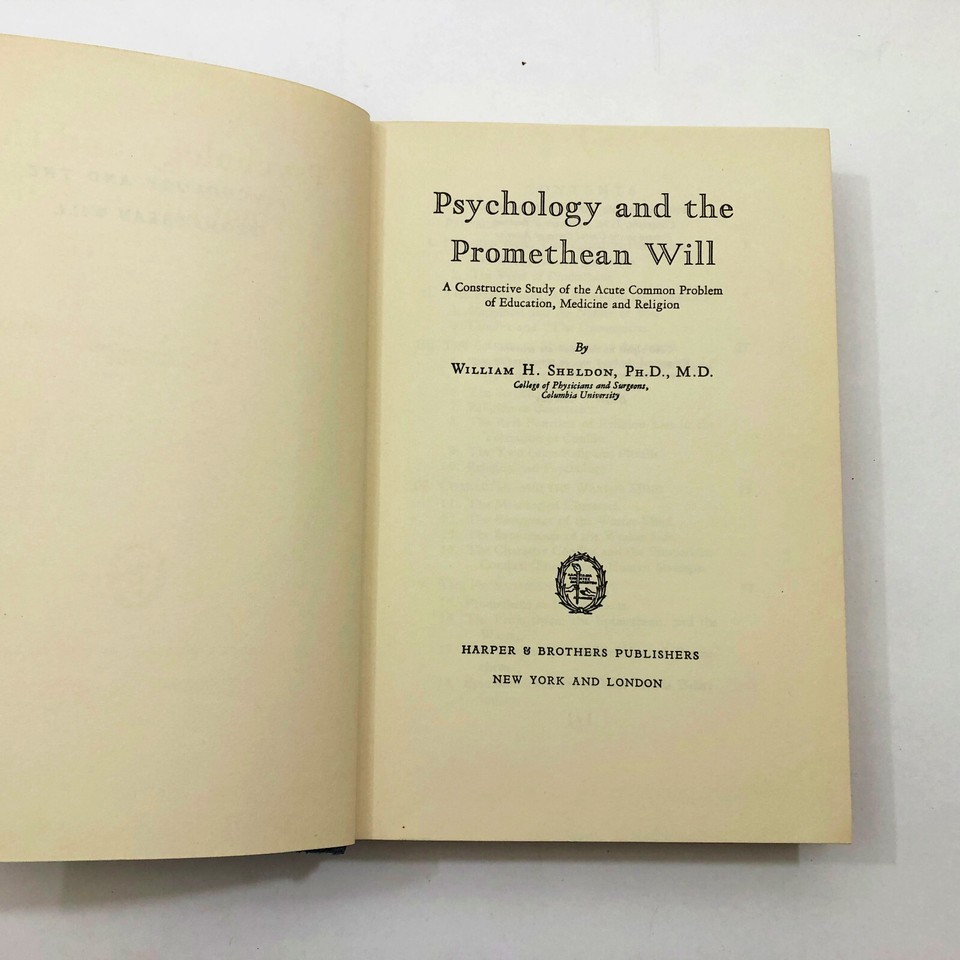 Psychology and the
Promethean Will
A Constructive Study of the Acute Common Problem
of Education, Medicine and Religion
By
William H. Sheldon, Ph.D., M.D.
College of Physicians and Surgeons,
Columbia University
HARPER & BROTHERS PUBLISHERS
NEW YORK AND LONDON